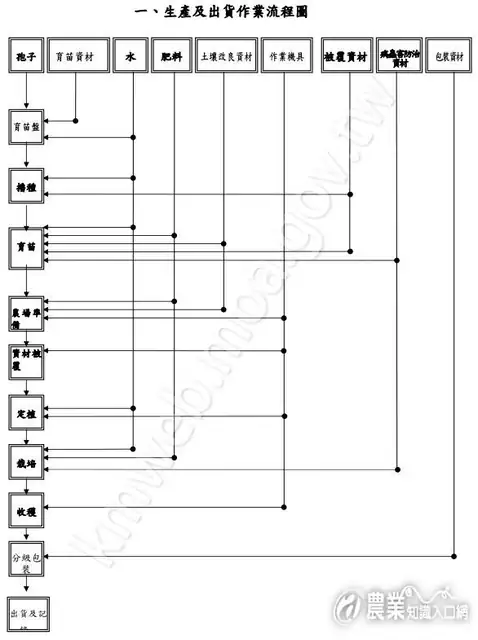 一、生產及出貨作業流程圖
孢子
育苗資材
水
肥料
土壤改良資材
作業機具
被覆資材
病蟲害防治
資材
包裝資材
育苗盤
播種
育苗
農場準
備
資材被
覆
定植
栽培
收穫
分級包
裝
出貨及記
kmweb.moa.gov.tw
農業知識入口網